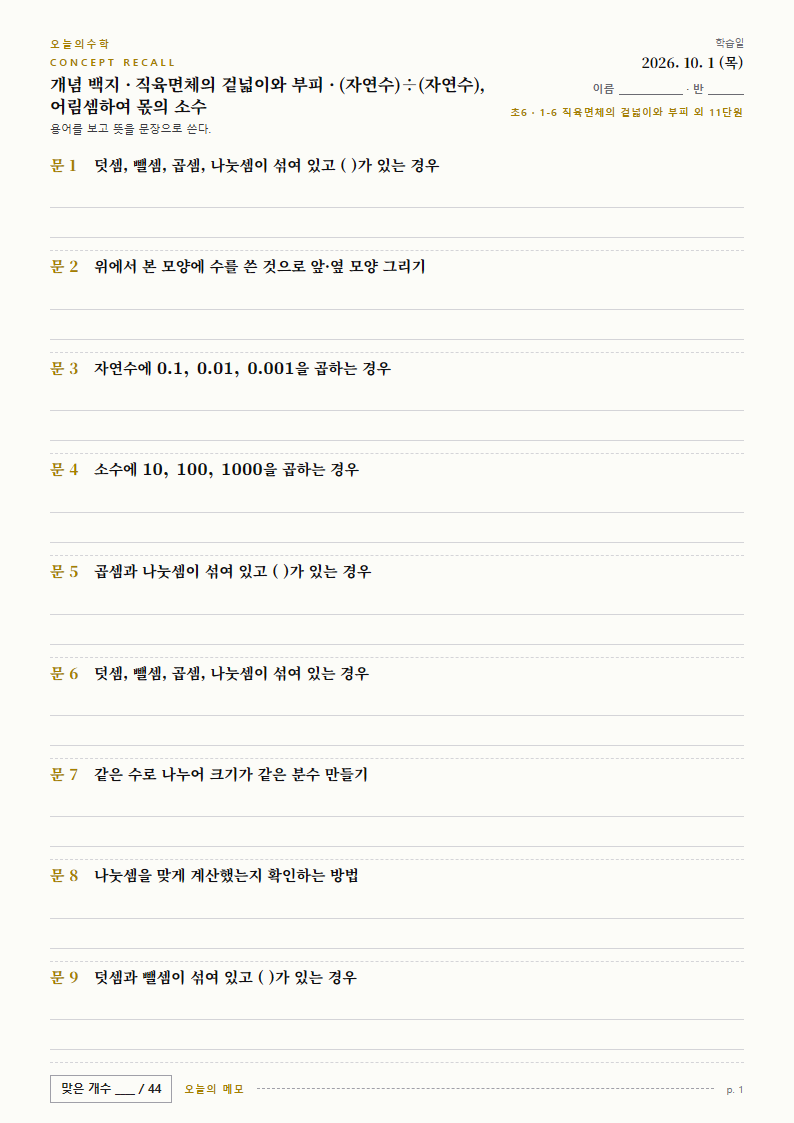 오늘의수학
CONCEPT RECALL
개념 백지 · 직육면체의 겉넓이와 부피 · (자연수)÷(자연수),
어림셈하여 몫의 소수
용어를 보고 뜻을 문장으로 쓴다.
학습일
2026. 10. 1 (목)
이름 ________ · 반 ____
초6 · 1-6 직육면체의 겉넓이와 부피 외 11단원
문 1 덧셈, 뺄셈, 곱셈, 나눗셈이 섞여 있고 ( )가 있는 경우
문 2 위에서 본 모양에 수를 쓴 것으로 앞·옆 모양 그리기
문 3 자연수에 0.1, 0.01, 0.001을 곱하는 경우
문 4 소수에 10, 100, 1000을 곱하는 경우
문 5 곱셈과 나눗셈이 섞여 있고 ( )가 있는 경우
문 6 덧셈, 뺄셈, 곱셈, 나눗셈이 섞여 있는 경우
문 7 같은 수로 나누어 크기가 같은 분수 만들기
문 8 나눗셈을 맞게 계산했는지 확인하는 방법
문 9 덧셈과 뺄셈이 섞여 있고 ( )가 있는 경우
맞은 개수 ___ / 44 오늘의 메모 p. 1